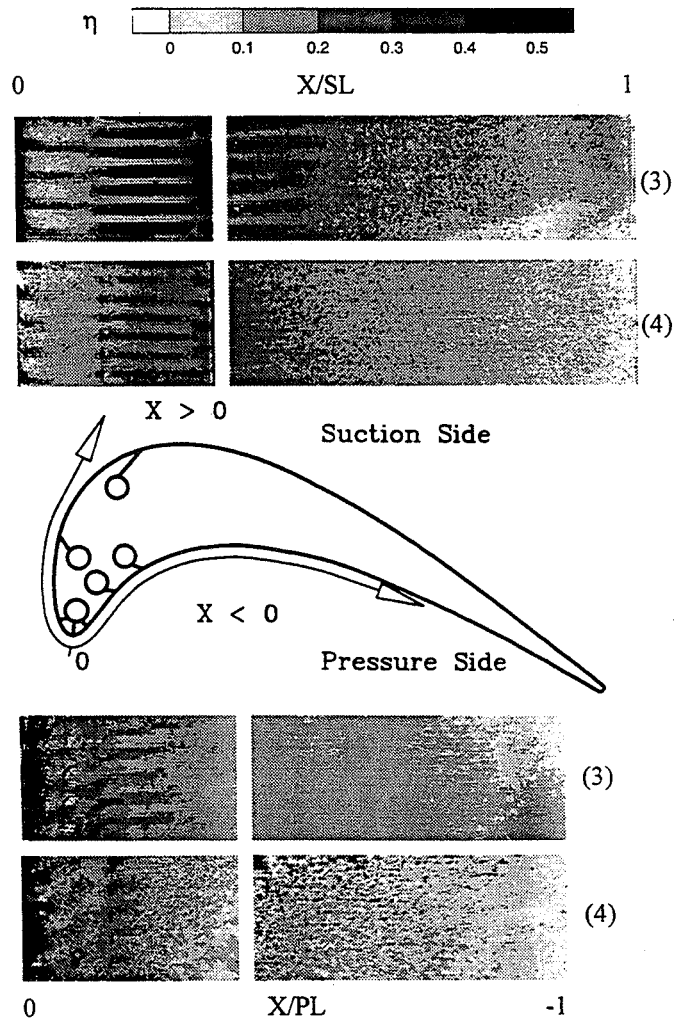 η
0 0.1 0.2 0.3 0.4 0.5
0 X/SL 1
(3)
(4)
X > 0
Suction Side
X < 0
0
Pressure Side
(3)
(4)
0 X/PL -1